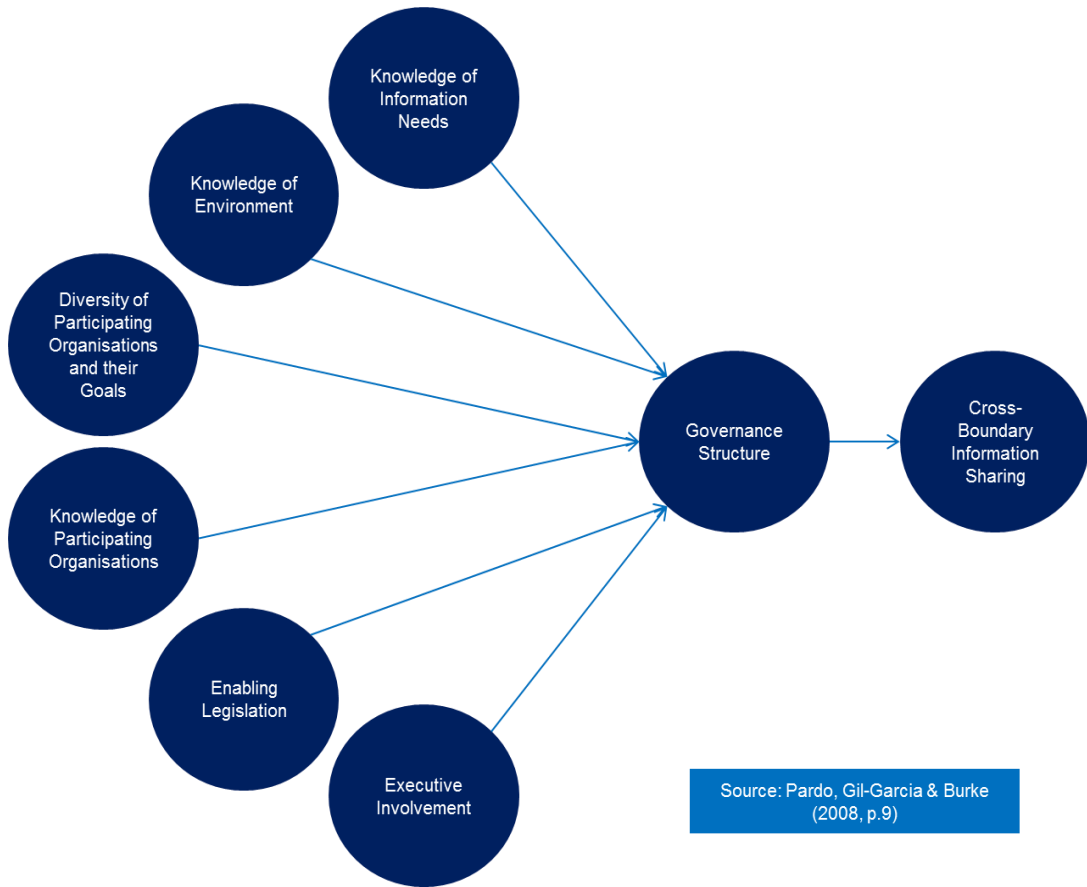 Knowledge of
Information
Needs
Knowledge of
Environment
Diversity of
Participating
Organisations
and their
Goals
Knowledge of
Participating
Organisations
Enabling
Legislation
Executive
Involvement
Governance
Structure
Cross-
Boundary
Information
Sharing
Source: Pardo, Gil-Garcia & Burke
(2008, p.9)